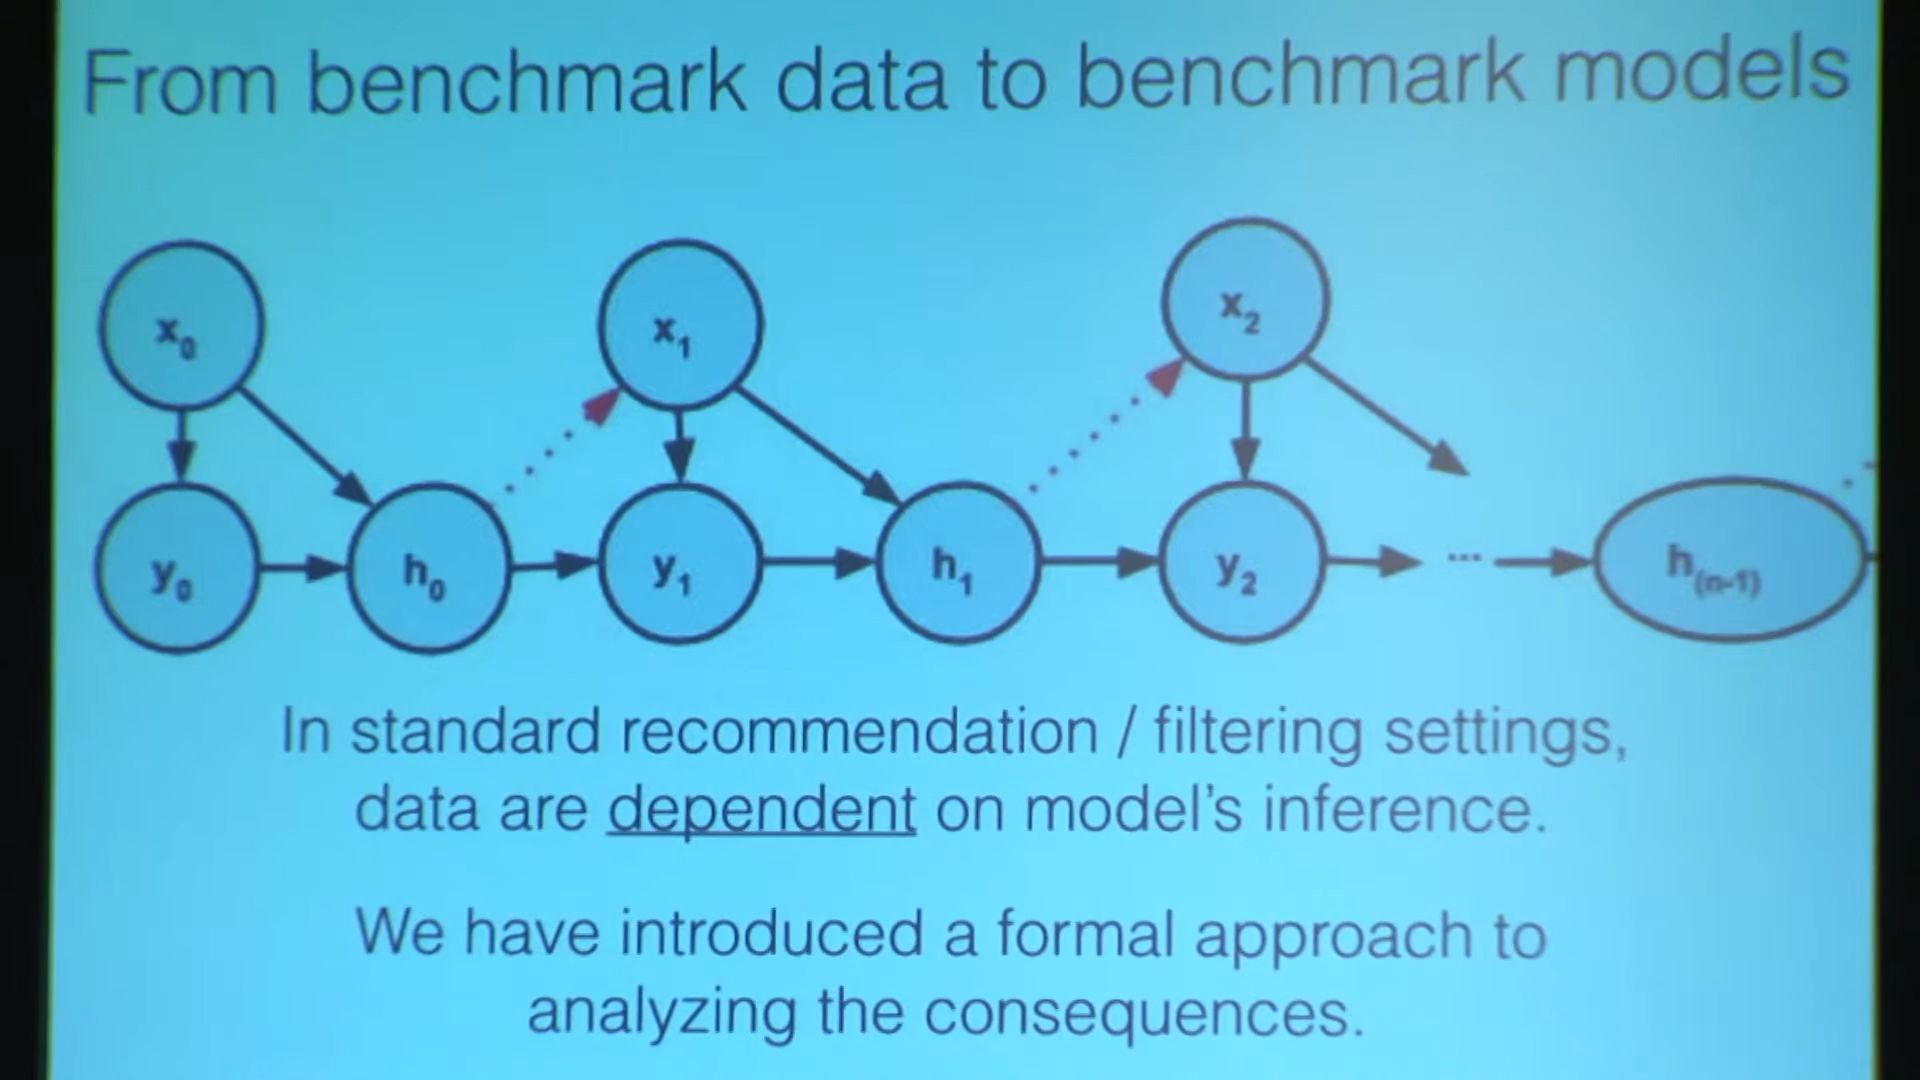 From benchmark data to benchmark models
x₀ x₁ x₂
y₀ h₀ y₁ h₁ y₂ ... h₍ₙ₋₁₎
In standard recommendation / filtering settings,
data are dependent on model's inference.
We have introduced a formal approach to
analyzing the consequences.